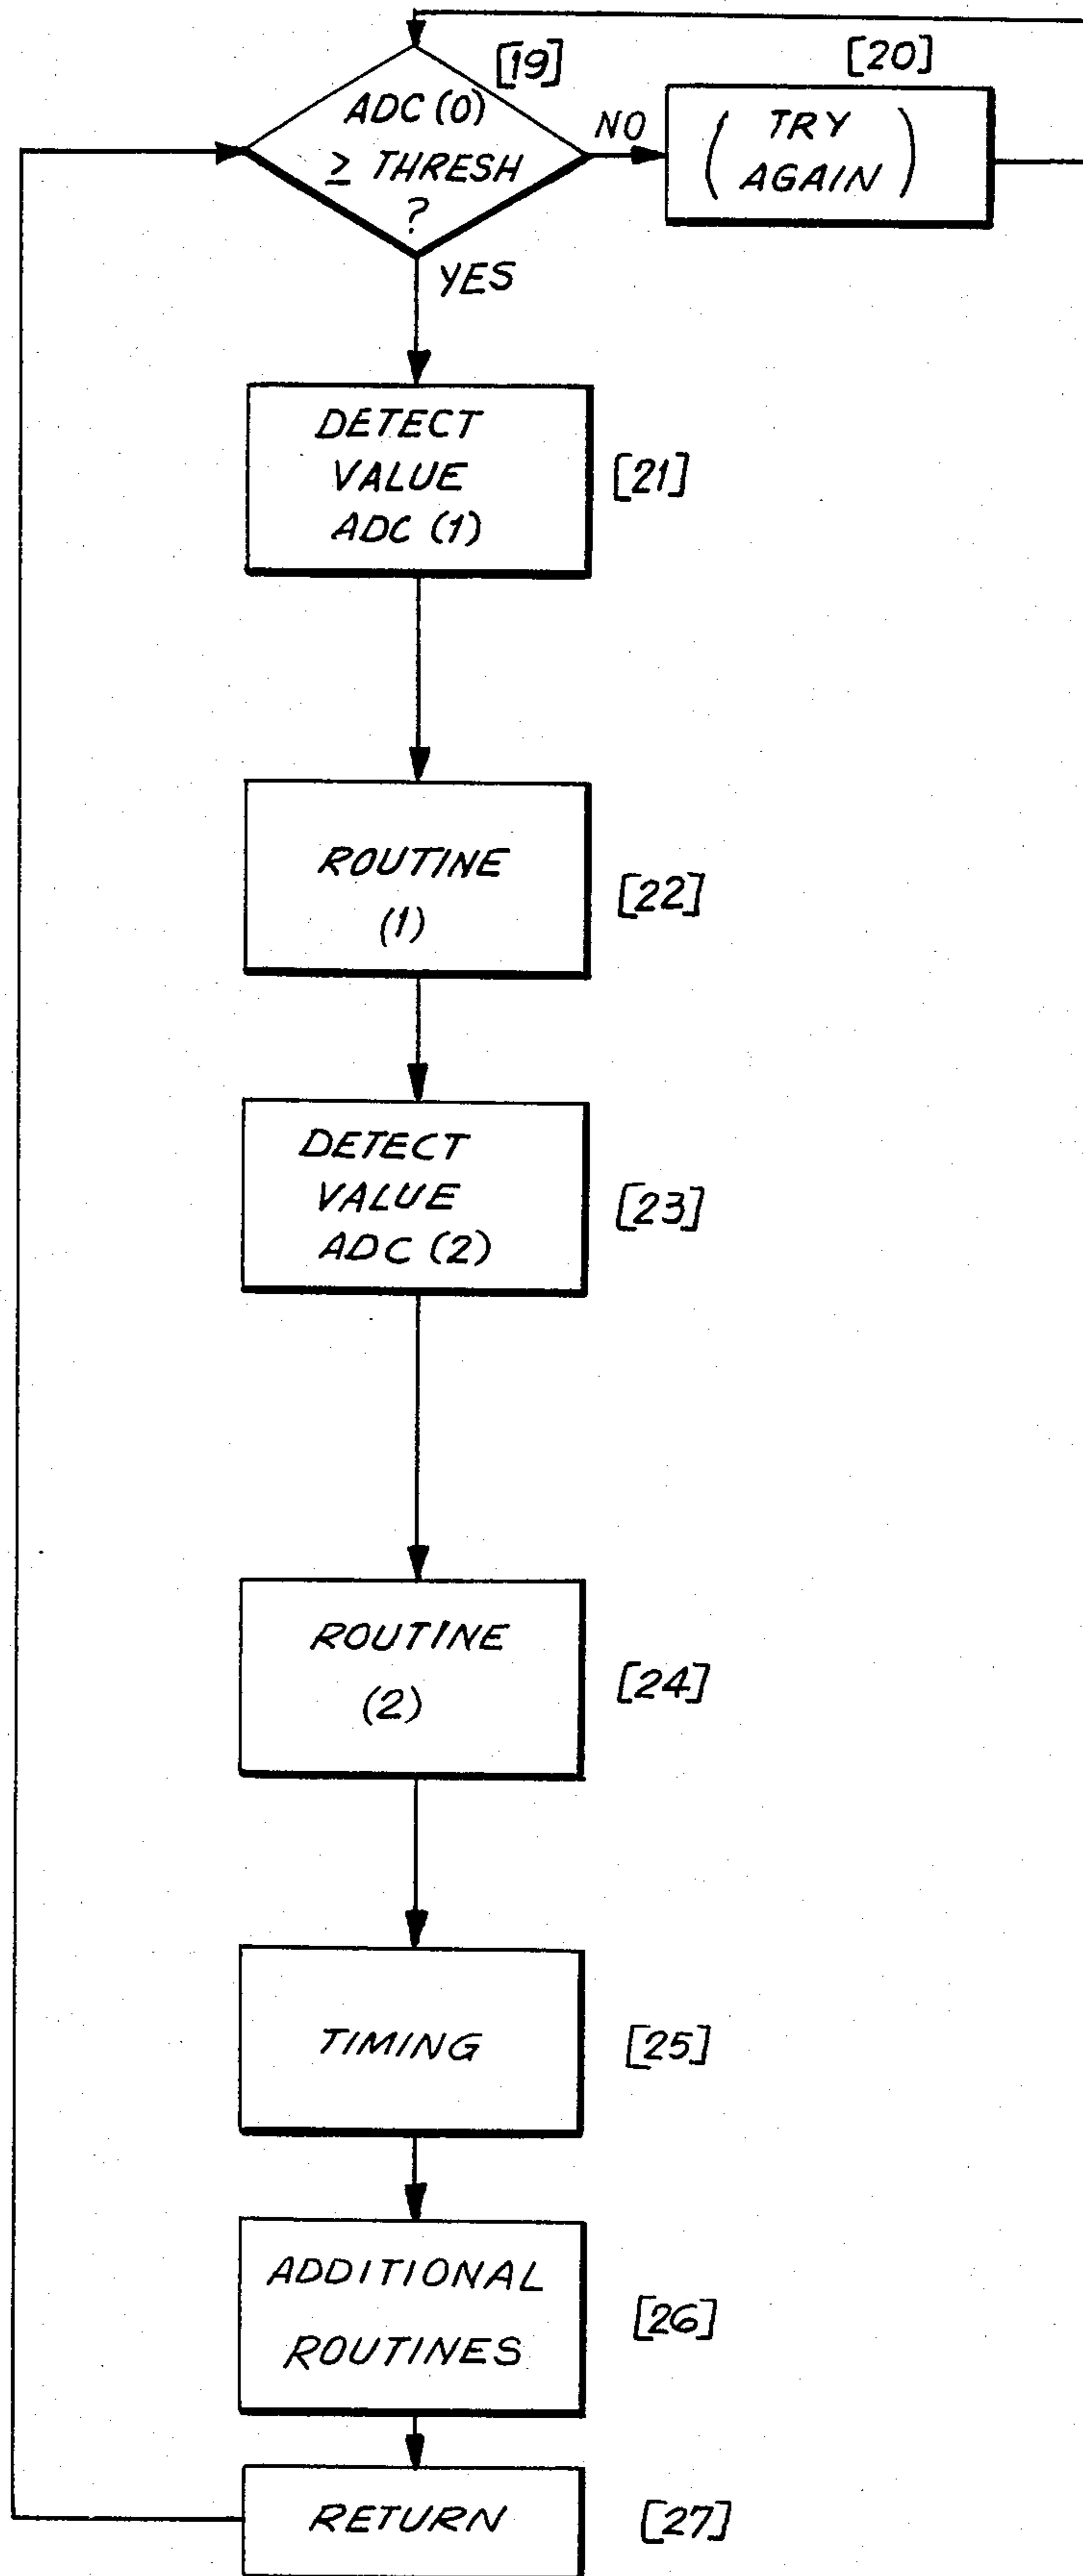 [19]
ADC (0)
≥ THRESH
?
NO
YES
[20]
( TRY
AGAIN )
DETECT
VALUE
ADC (1)
[21]
ROUTINE
(1)
[22]
DETECT
VALUE
ADC (2)
[23]
ROUTINE
(2)
[24]
TIMING
[25]
ADDITIONAL
ROUTINES
[26]
RETURN
[27]